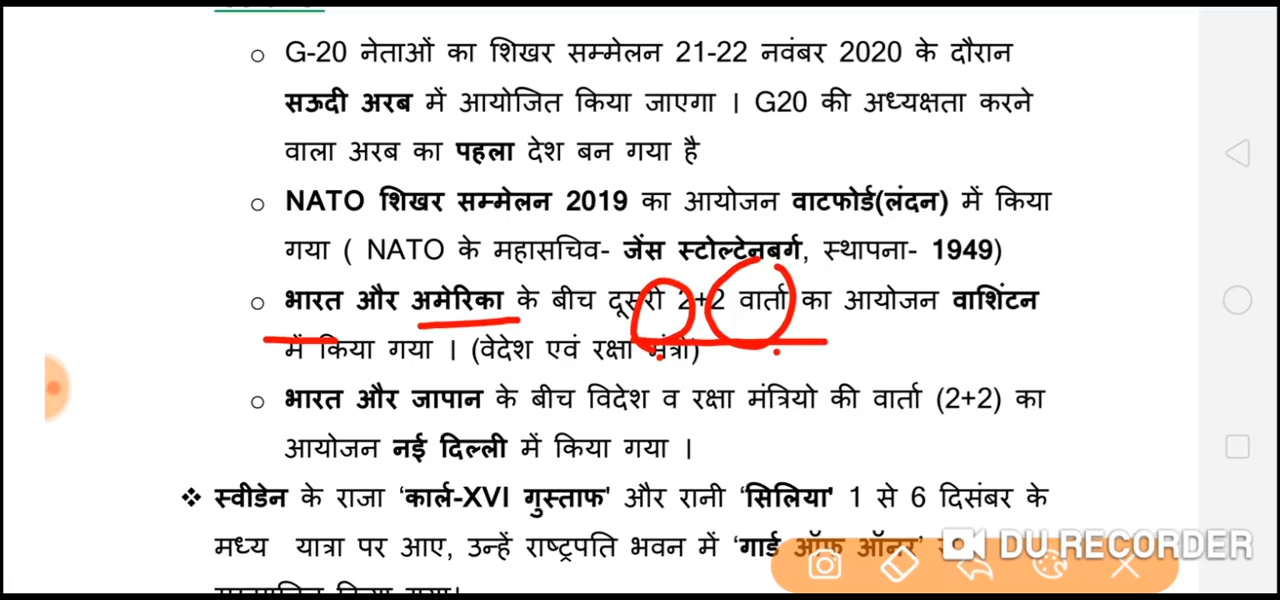 G-20 नेताओं का शिखर सम्मेलन 21-22 नवंबर 2020 के दौरान
सऊदी अरब में आयोजित किया जाएगा । G20 की अध्यक्षता करने
वाला अरब का पहला देश बन गया है
NATO शिखर सम्मेलन 2019 का आयोजन वाटफोर्ड(लंदन) में किया
गया ( NATO के महासचिव- जेंस स्टोल्टेनबर्ग, स्थापना- 1949)
भारत और अमेरिका के बीच दूसरी 2+2 वार्ता का आयोजन वाशिंटन
में किया गया । (वेदेश एवं रक्षा मंत्री)
भारत और जापान के बीच विदेश व रक्षा मंत्रियो की वार्ता (2+2) का
आयोजन नई दिल्ली में किया गया ।
❖ स्वीडेन के राजा 'कार्ल-XVI गुस्ताफ' और रानी 'सिलिया' 1 से 6 दिसंबर के
मध्य यात्रा पर आए, उन्हें राष्ट्रपति भवन में 'गार्ड ऑफ ऑनर'
DU RECORDER